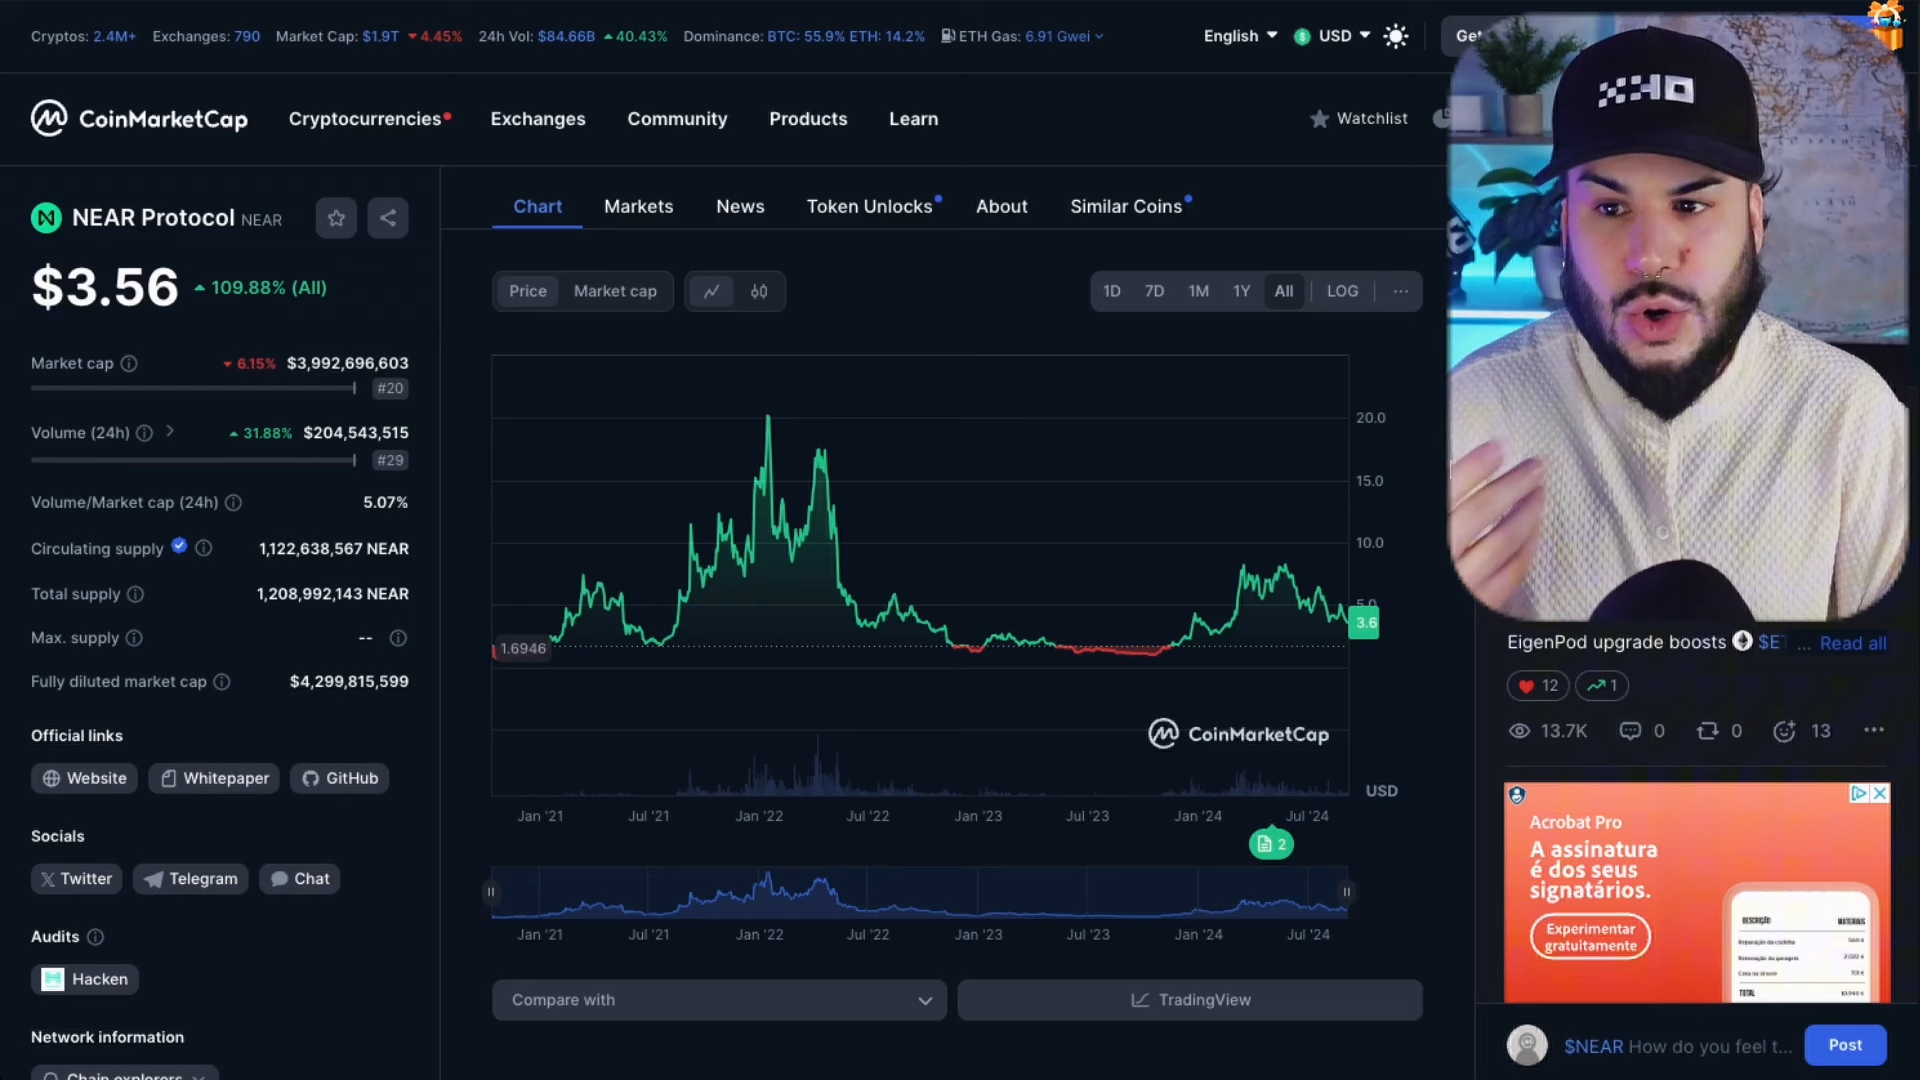 Cryptos: 2.4M+ Exchanges: 790 Market Cap: $1.9T 4.45% 24h Vol: $84.66B 40.43% Dominance: BTC: 55.9% ETH: 14.2% ETH Gas: 6.91 Gwei
English USD
CoinMarketCap Cryptocurrencies Exchanges Community Products Learn Watchlist
NEAR Protocol NEAR
$3.56 109.88% (All)
Market cap 6.15% $3,992,696,603
#20
Volume (24h) 31.88% $204,543,515
#29
Volume/Market cap (24h) 5.07%
Circulating supply 1,122,638,567 NEAR
Total supply 1,208,992,143 NEAR
Max. supply --
Fully diluted market cap $4,299,815,599
Official links
Website Whitepaper GitHub
Socials
Twitter Telegram Chat
Audits
Hacken
Network information
Chain explorers
Chart Markets News Token Unlocks About Similar Coins
Price Market cap 1D 7D 1M 1Y All LOG ...
20.0
15.0
10.0
5.0
3.6
1.6946
CoinMarketCap
USD
Jan '21 Jul '21 Jan '22 Jul '22 Jan '23 Jul '23 Jan '24 Jul '24
2
Jan '21 Jul '21 Jan '22 Jul '22 Jan '23 Jul '23 Jan '24 Jul '24
Compare with TradingView
EigenPod upgrade boosts $ET ... Read all
12 1
13.7K 0 0 13 ...
Acrobat Pro
A assinatura
é dos seus
signatários.
Experimentar
gratuitamente
DESCRIÇÃO MATERIAIS
TOTAL
$NEAR How do you feel t...
Post